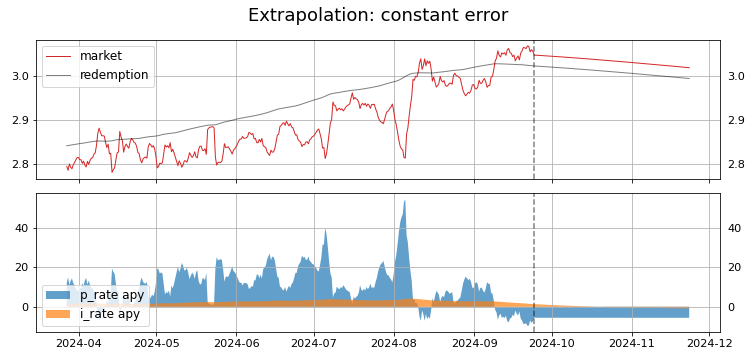 Extrapolation: constant error
market
redemption
3.0 3.0
2.9 2.9
2.8 2.8
40 40
20 20
0 0
p_rate apy
i_rate apy
2024-04 2024-05 2024-06 2024-07 2024-08 2024-09 2024-10 2024-11 2024-12